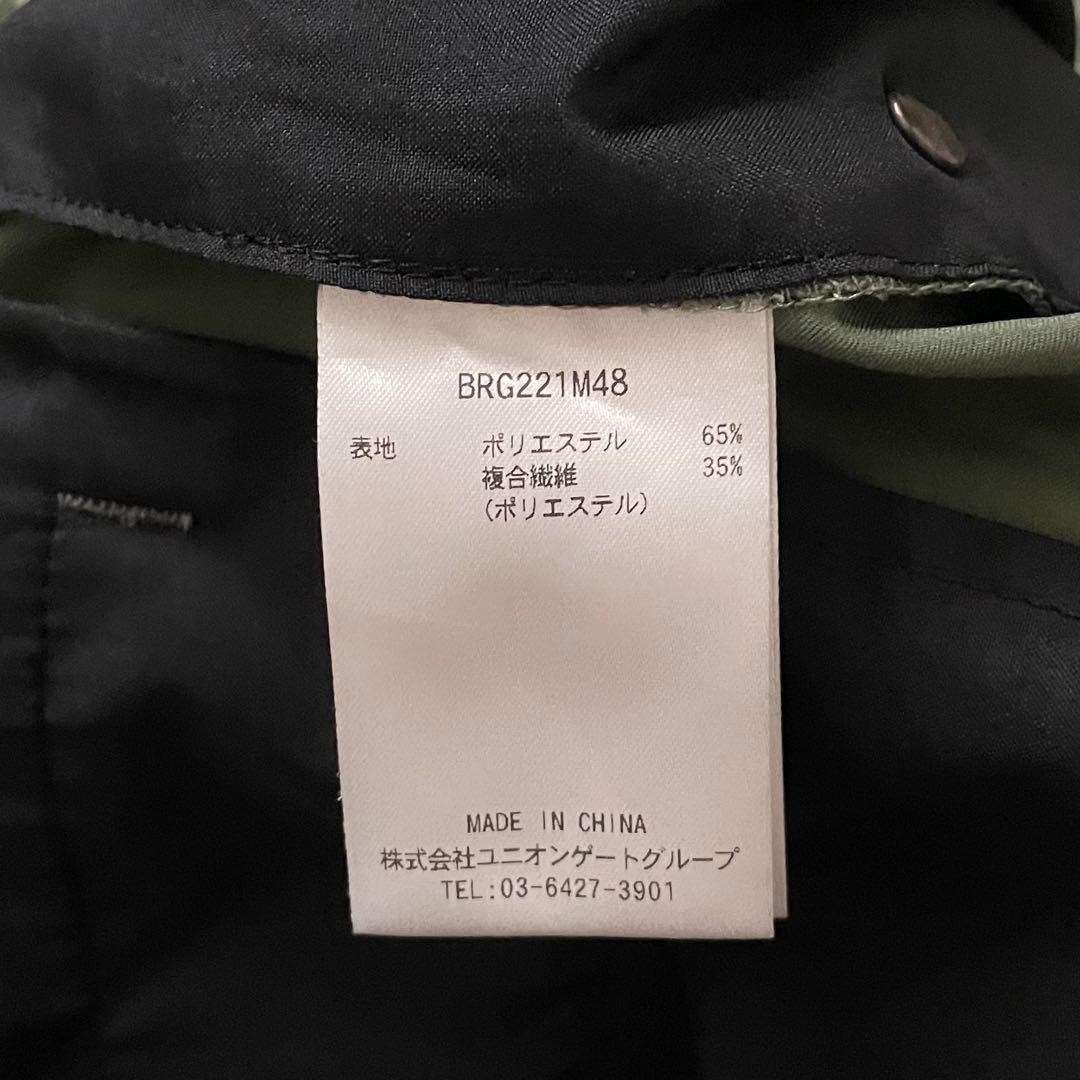 BRG221M48
表地 ポリエステル 65%
複合繊維 35%
(ポリエステル)
MADE IN CHINA
株式会社ユニオンゲートグループ
TEL:03-6427-3901